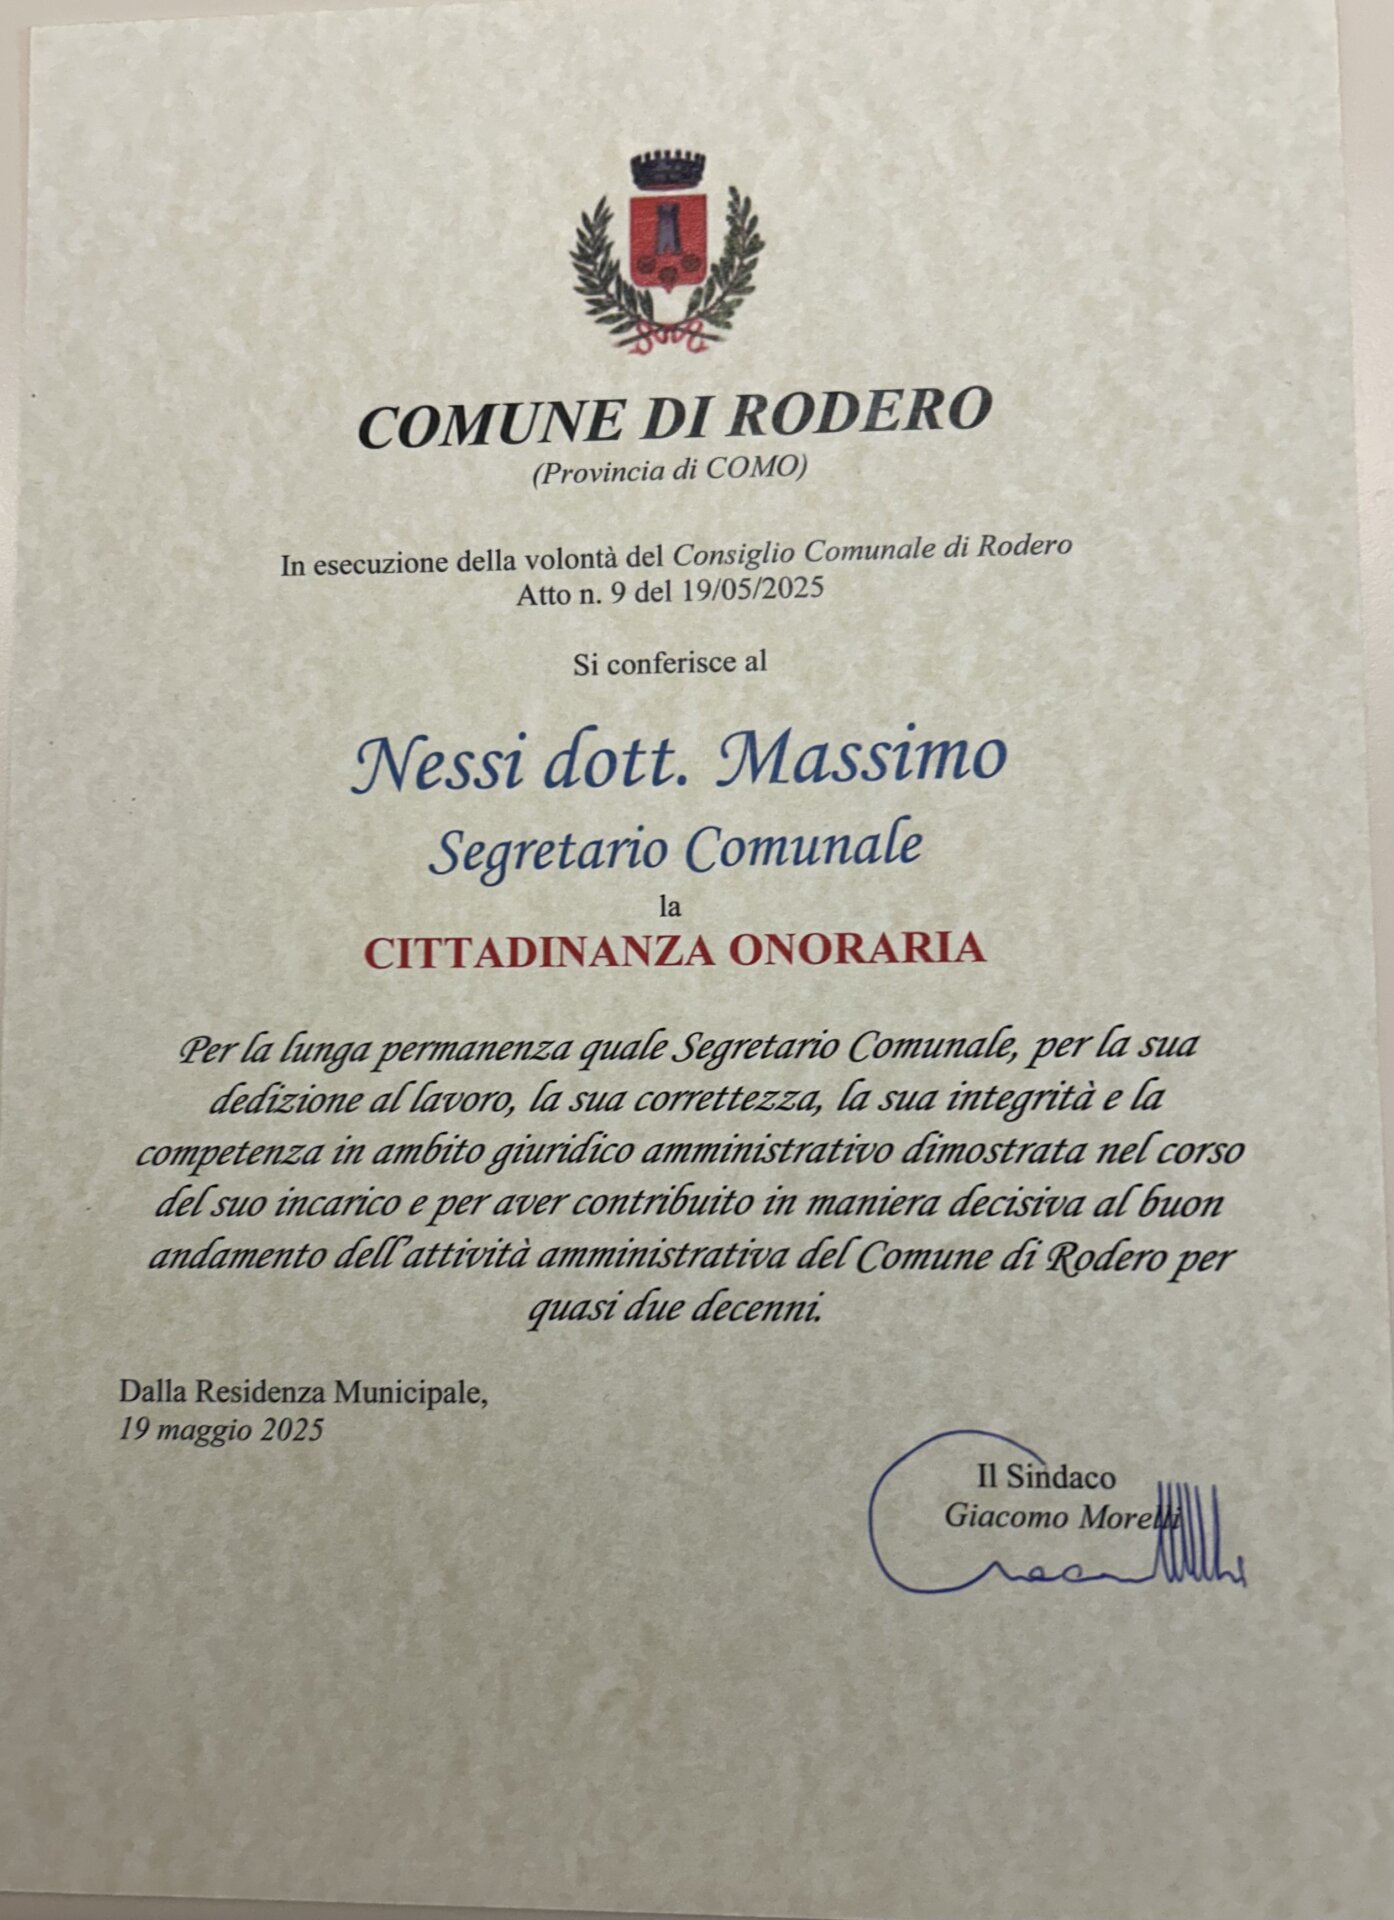 COMUNE DI RODERO
(Provincia di COMO)
In esecuzione della volontà del Consiglio Comunale di Rodero
Atto n. 9 del 19/05/2025
Si conferisce al
Nessi dott. Massimo
Segretario Comunale
la
CITTADINANZA ONORARIA
Per la lunga permanenza quale Segretario Comunale, per la sua
dedizione al lavoro, la sua correttezza, la sua integrità e la
competenza in ambito giuridico amministrativo dimostrata nel corso
del suo incarico e per aver contribuito in maniera decisiva al buon
andamento dell'attività amministrativa del Comune di Rodero per
quasi due decenni.
Dalla Residenza Municipale,
19 maggio 2025
Il Sindaco
Giacomo Morelli